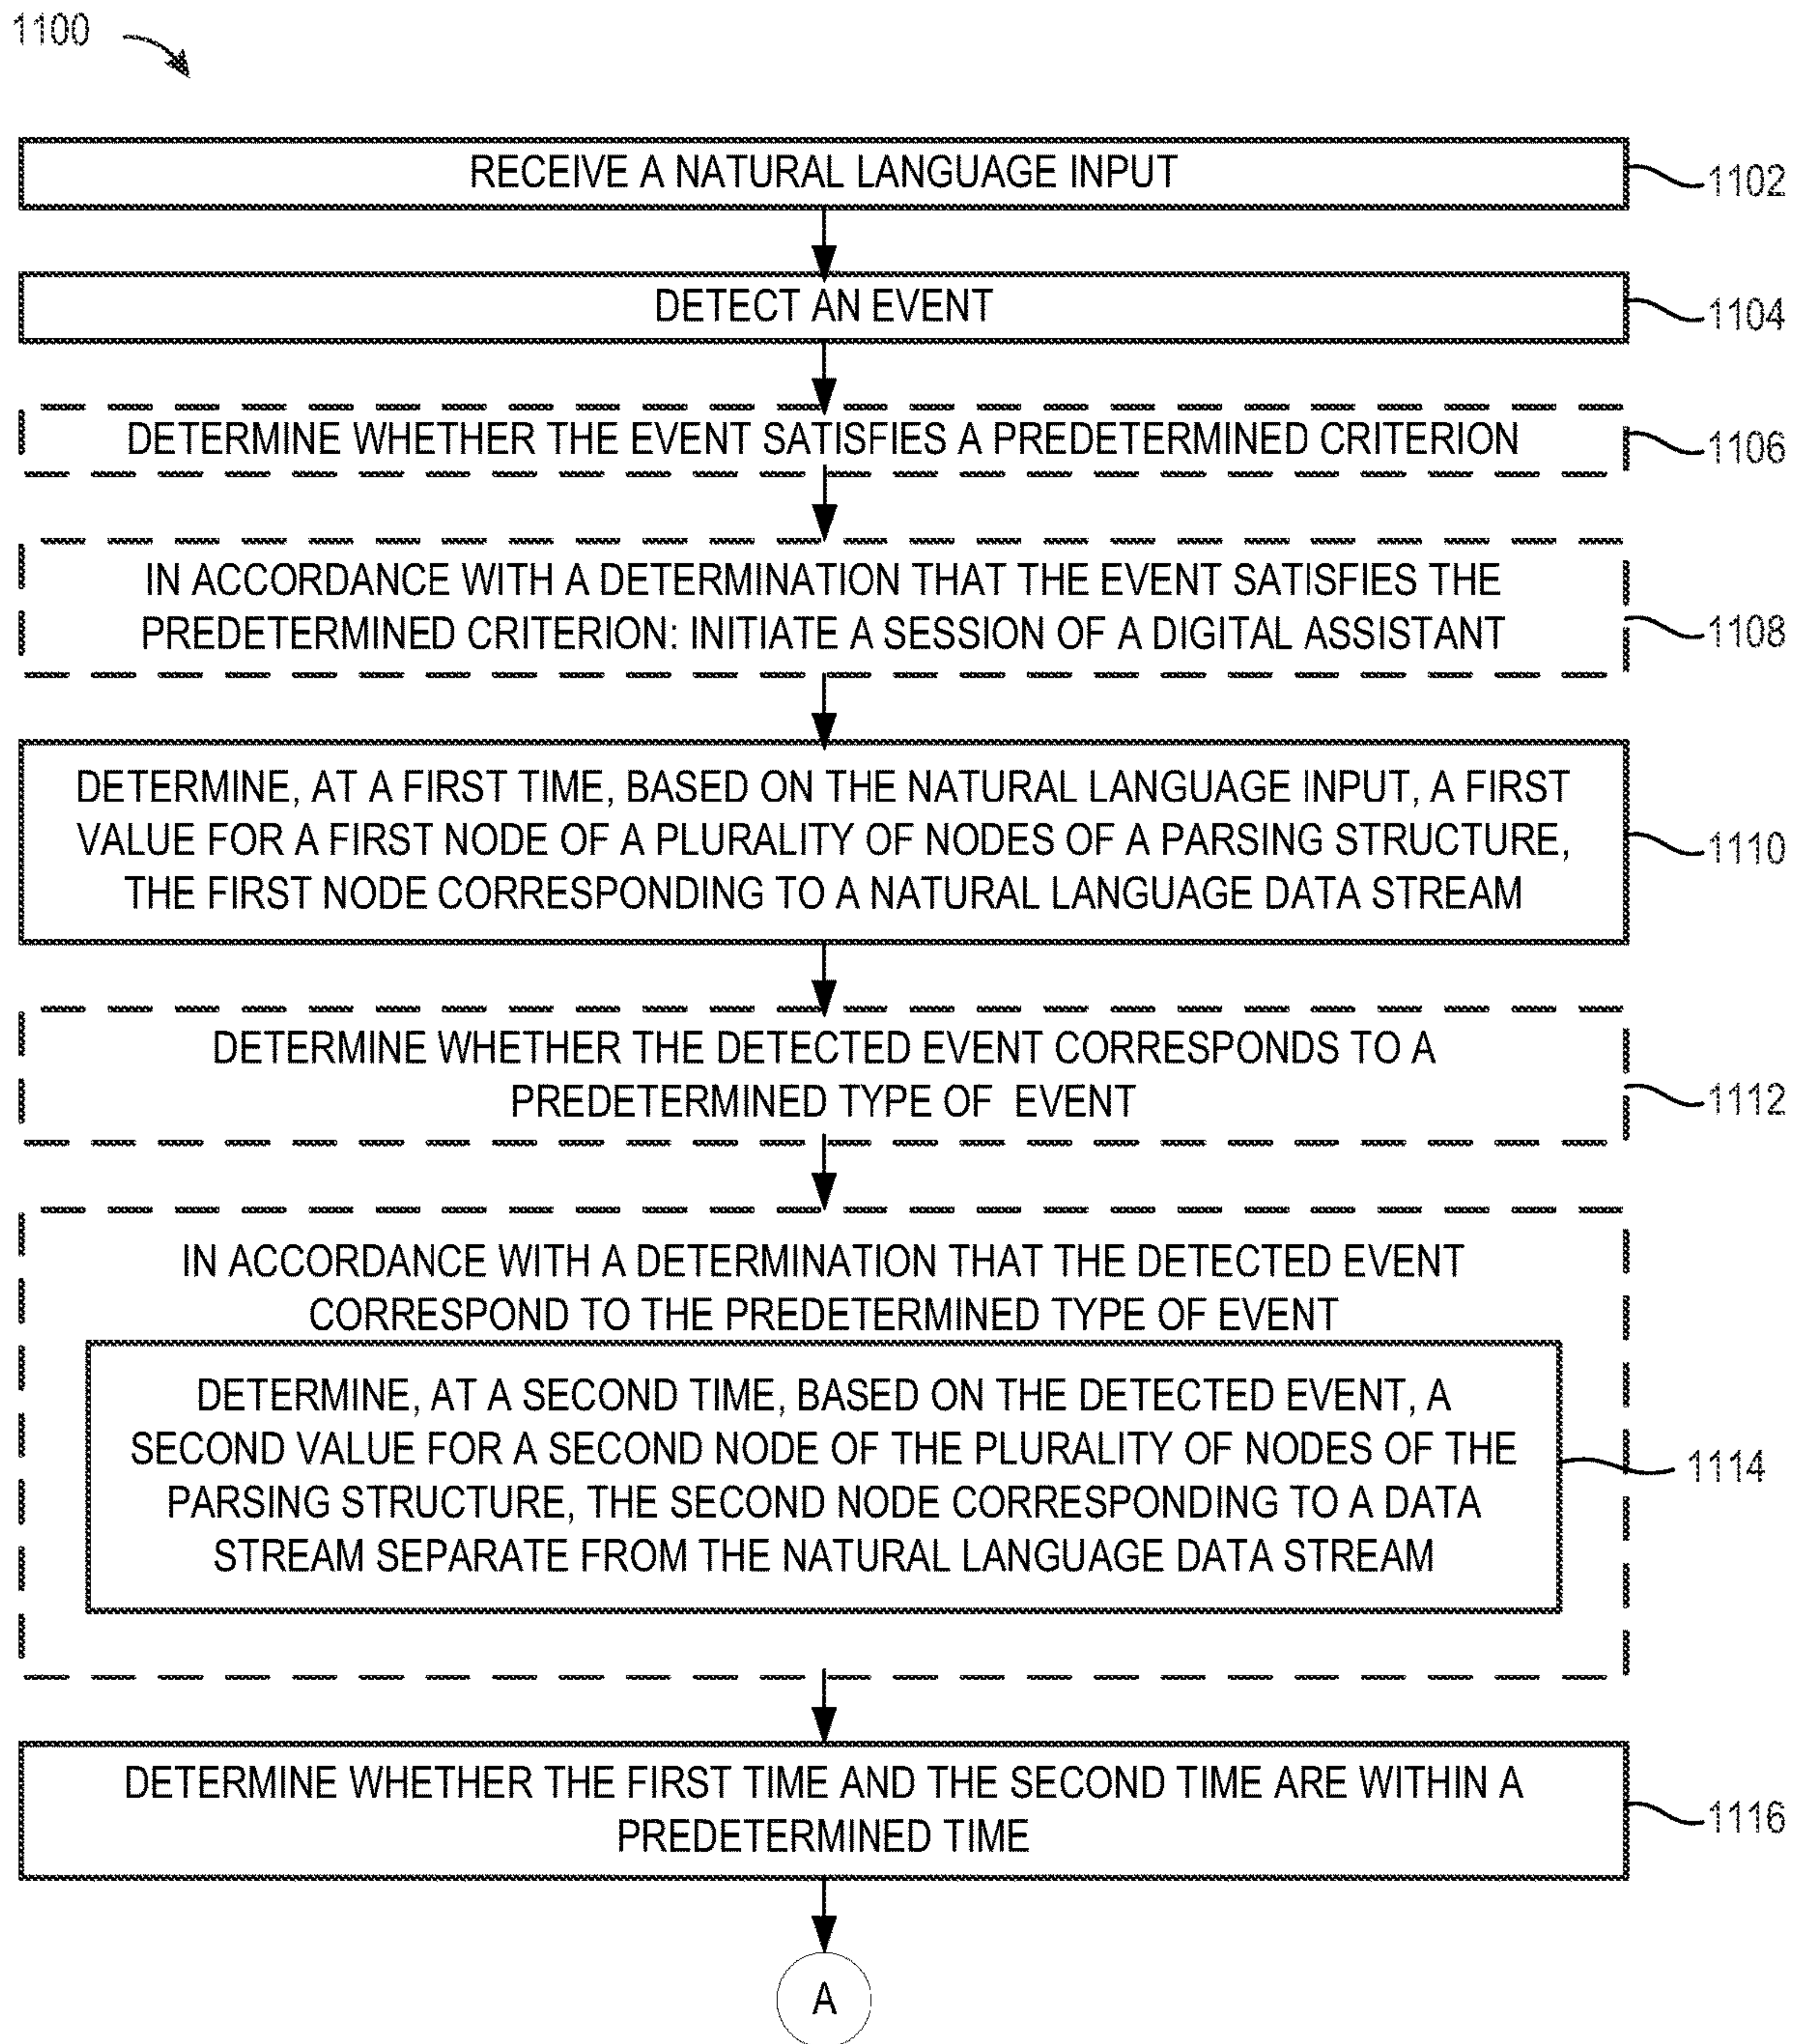 1100
RECEIVE A NATURAL LANGUAGE INPUT
1102
DETECT AN EVENT
1104
DETERMINE WHETHER THE EVENT SATISFIES A PREDETERMINED CRITERION
1106
IN ACCORDANCE WITH A DETERMINATION THAT THE EVENT SATISFIES THE
PREDETERMINED CRITERION: INITIATE A SESSION OF A DIGITAL ASSISTANT
1108
DETERMINE, AT A FIRST TIME, BASED ON THE NATURAL LANGUAGE INPUT, A FIRST
VALUE FOR A FIRST NODE OF A PLURALITY OF NODES OF A PARSING STRUCTURE,
THE FIRST NODE CORRESPONDING TO A NATURAL LANGUAGE DATA STREAM
1110
DETERMINE WHETHER THE DETECTED EVENT CORRESPONDS TO A
PREDETERMINED TYPE OF EVENT
1112
IN ACCORDANCE WITH A DETERMINATION THAT THE DETECTED EVENT
CORRESPOND TO THE PREDETERMINED TYPE OF EVENT
DETERMINE, AT A SECOND TIME, BASED ON THE DETECTED EVENT, A
SECOND VALUE FOR A SECOND NODE OF THE PLURALITY OF NODES OF THE
PARSING STRUCTURE, THE SECOND NODE CORRESPONDING TO A DATA
STREAM SEPARATE FROM THE NATURAL LANGUAGE DATA STREAM
1114
DETERMINE WHETHER THE FIRST TIME AND THE SECOND TIME ARE WITHIN A
PREDETERMINED TIME
1116
A